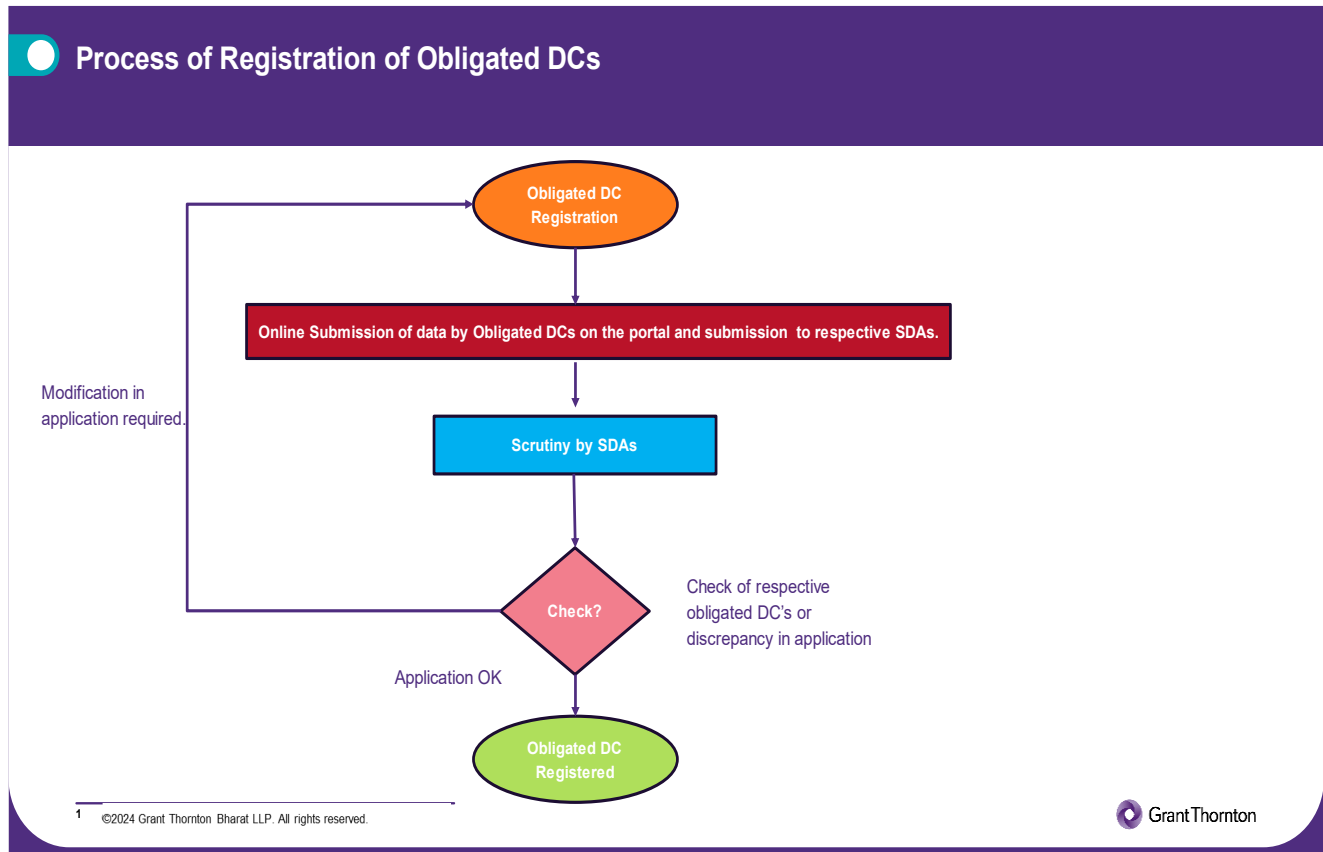 Process of Registration of Obligated DCs
Obligated DC
Registration
Online Submission of data by Obligated DCs on the portal and submission to respective SDAs.
Modification in
application required.
Scrutiny by SDAs
Check?
Check of respective
obligated DC's or
discrepancy in application
Application OK
Obligated DC
Registered
1 ©2024 Grant Thornton Bharat LLP. All rights reserved.
GrantThornton